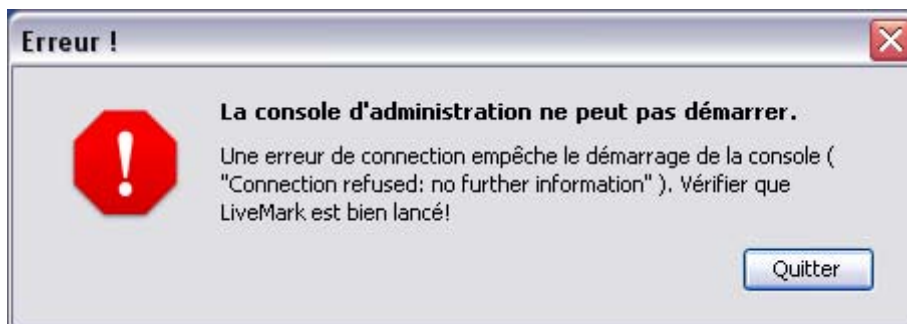 Erreur !
La console d'administration ne peut pas démarrer.
Une erreur de connection empêche le démarrage de la console (
"Connection refused: no further information" ). Vérifier que
LiveMark est bien lancé!
Quitter